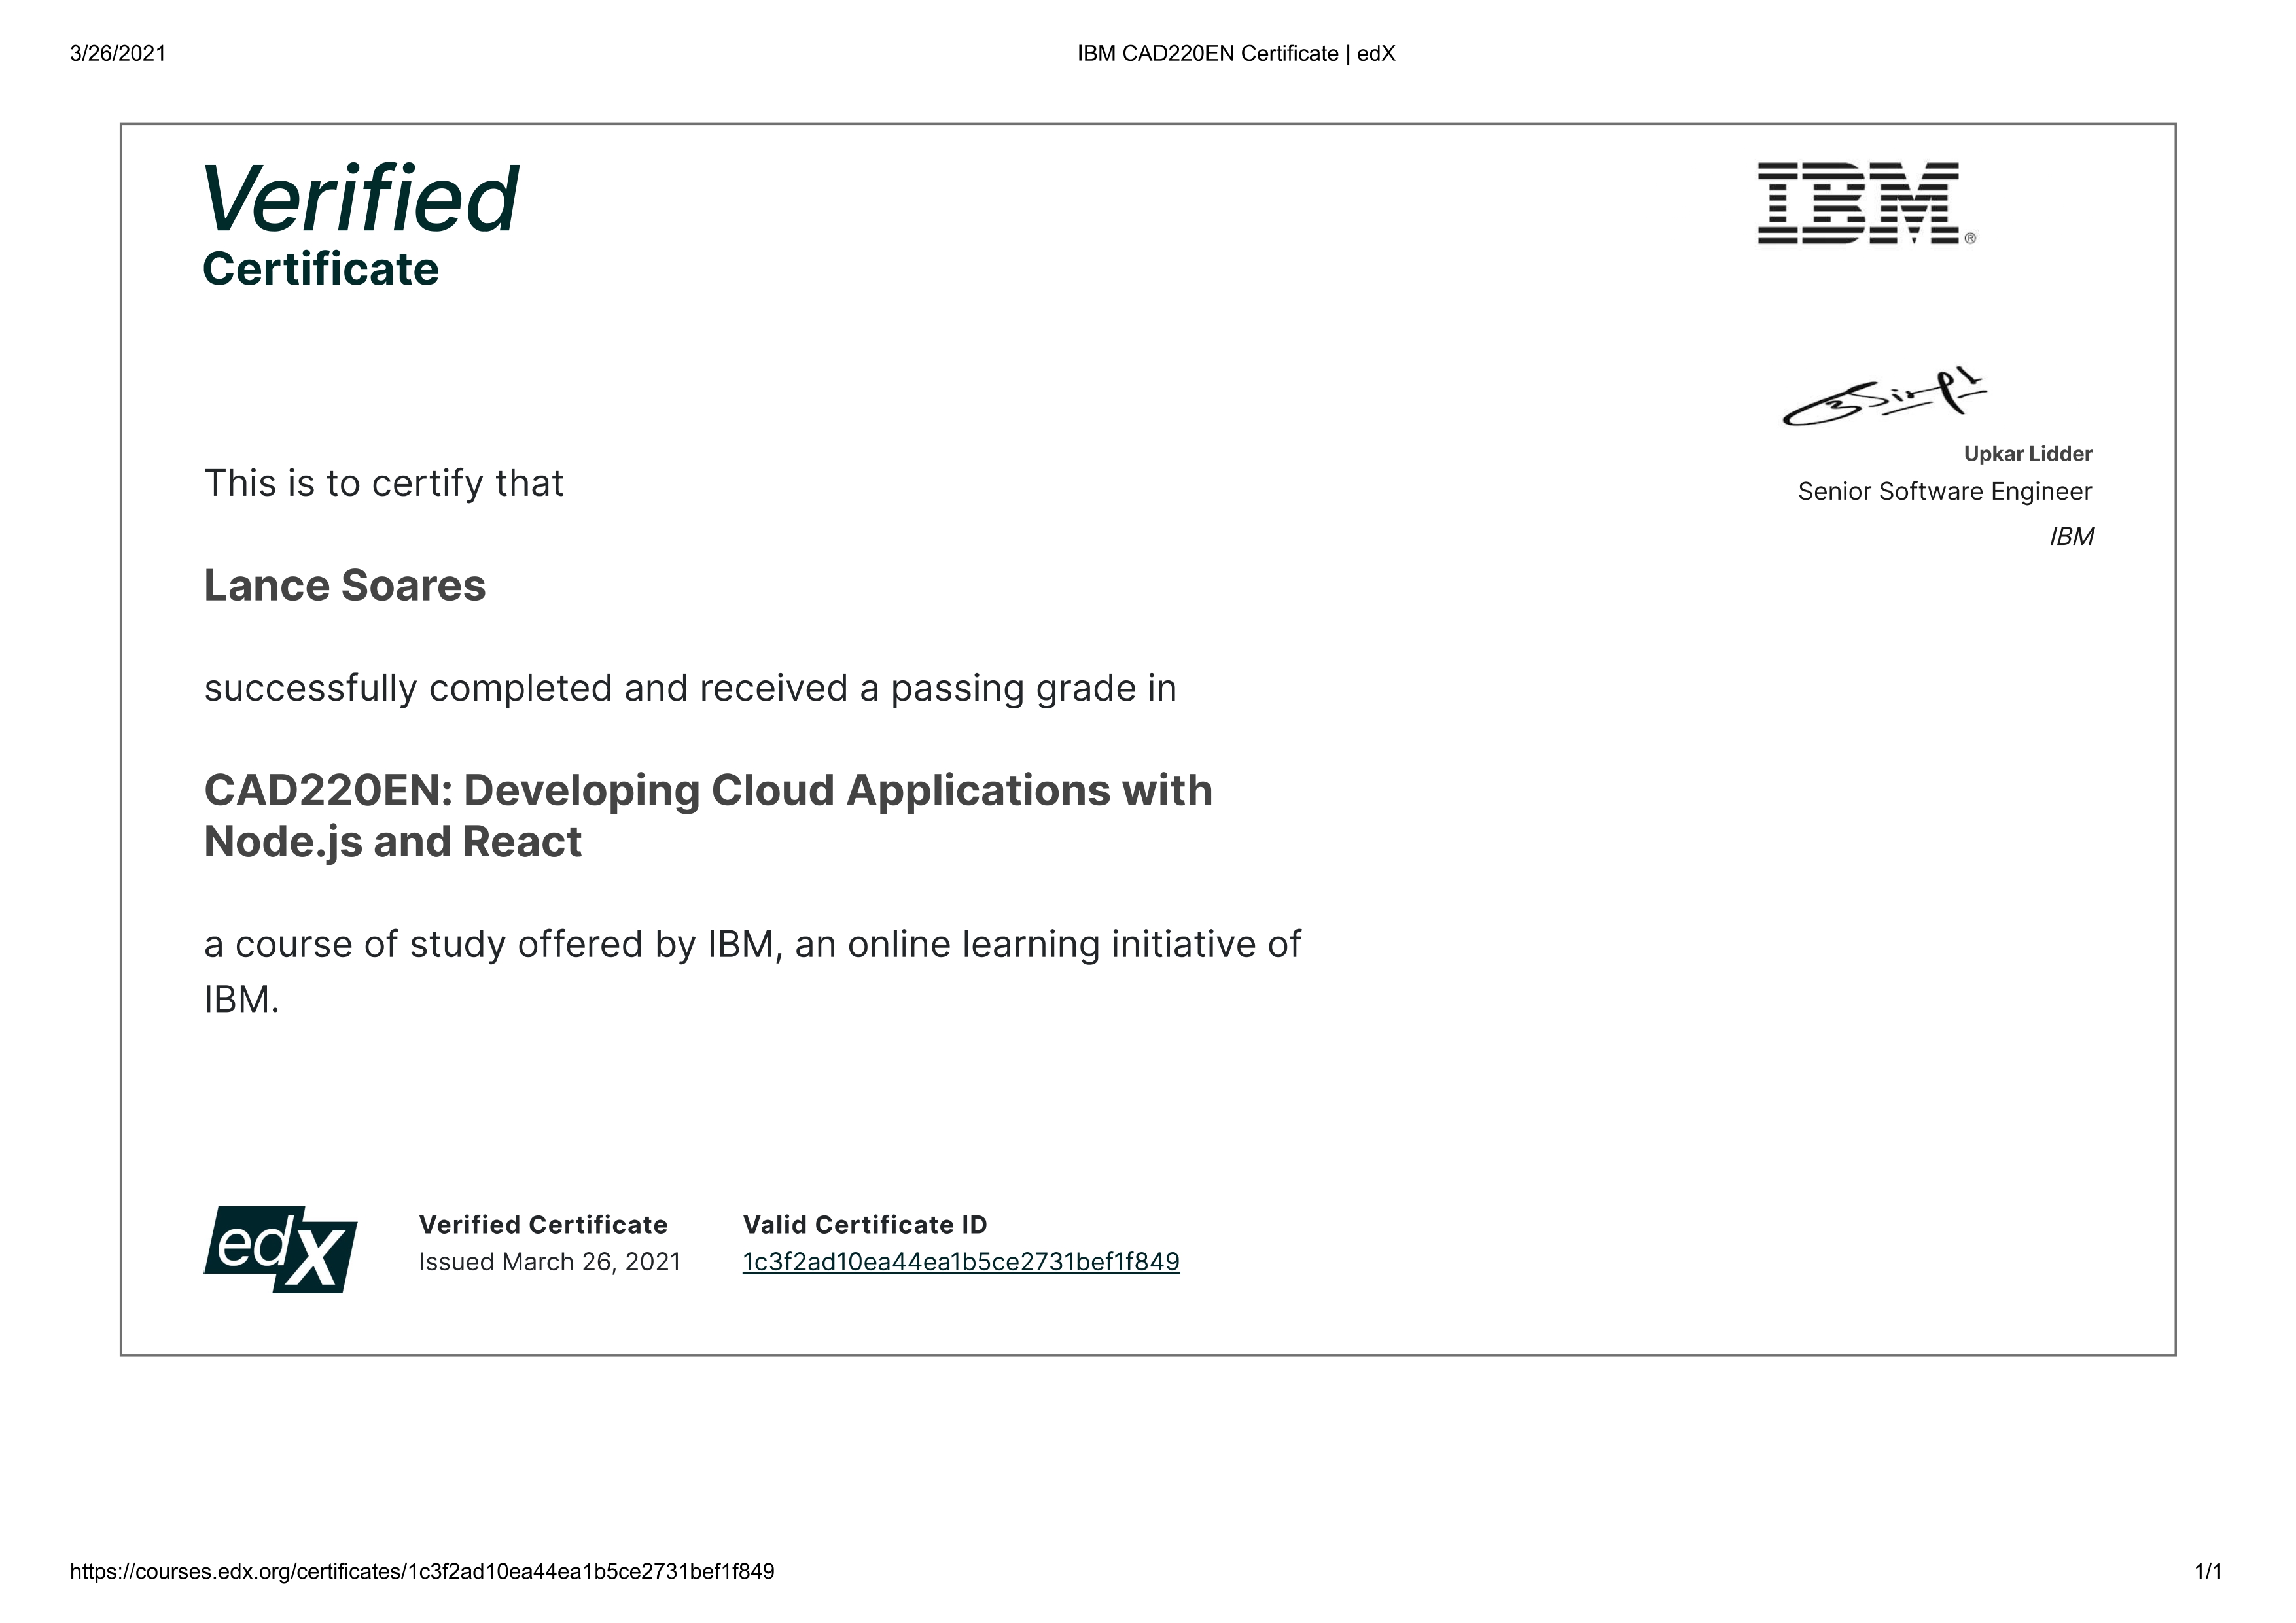 3/26/2021 IBM CAD220EN Certificate | edX
Verified
Certificate
IBM®
Upkar Lidder
Senior Software Engineer
IBM
This is to certify that
Lance Soares
successfully completed and received a passing grade in
CAD220EN: Developing Cloud Applications with
Node.js and React
a course of study offered by IBM, an online learning initiative of
IBM.
edX
Verified Certificate
Issued March 26, 2021
Valid Certificate ID
1c3f2ad10ea44ea1b5ce2731bef1f849
https://courses.edx.org/certificates/1c3f2ad10ea44ea1b5ce2731bef1f849 1/1